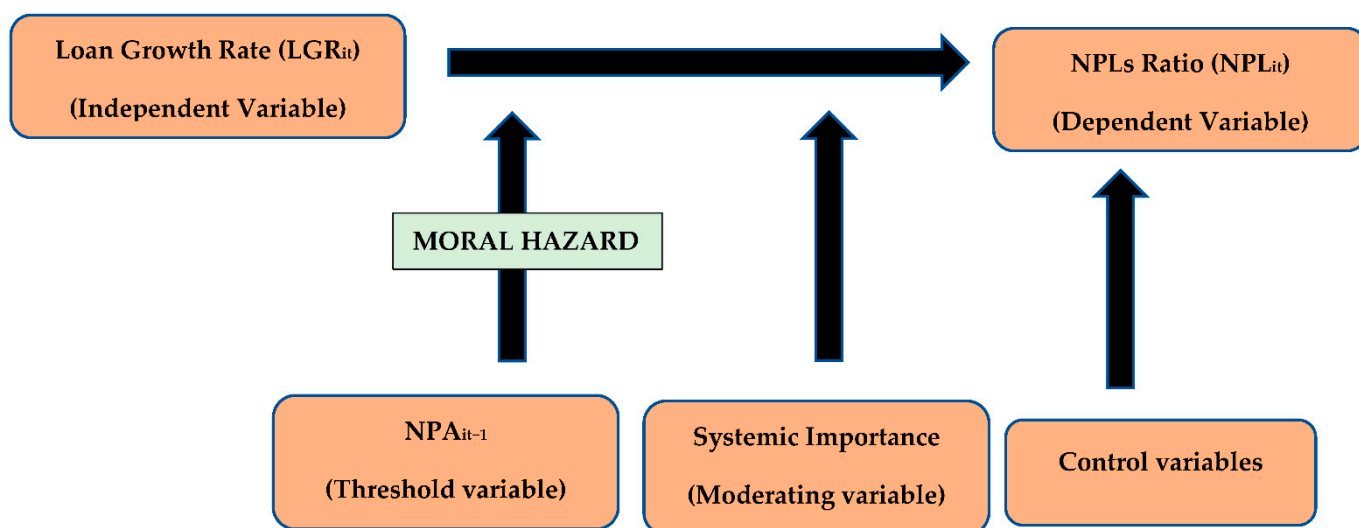 Loan Growth Rate (LGRit)
(Independent Variable)
NPLs Ratio (NPLit)
(Dependent Variable)
MORAL HAZARD
NPAit−1
(Threshold variable)
Systemic Importance
(Moderating variable)
Control variables